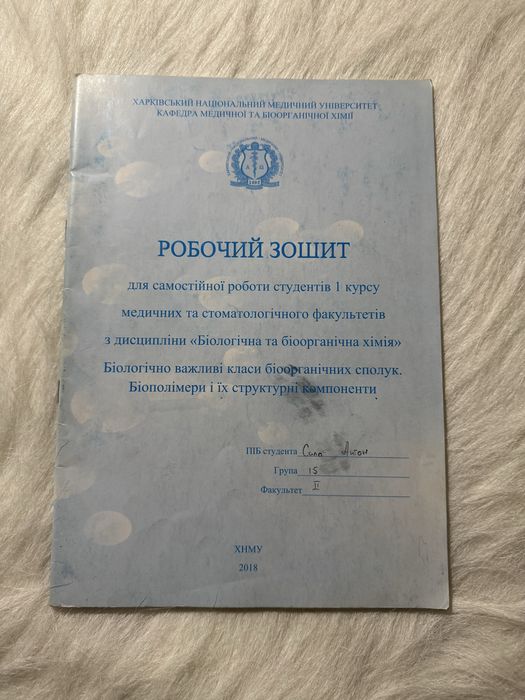 ХАРКІВСЬКИЙ НАЦІОНАЛЬНИЙ МЕДИЧНИЙ УНІВЕРСИТЕТ
КАФЕДРА МЕДИЧНОЇ ТА БІООРГАНІЧНОЇ ХІМІЇ
РОБОЧИЙ ЗОШИТ
для самостійної роботи студентів 1 курсу
медичних та стоматологічного факультетів
з дисципліни «Біологічна та біоорганічна хімія»
Біологічно важливі класи біоорганічних сполук.
Біополімери і їх структурні компоненти
ПІБ студента Сило Антон
Група 15
Факультет II
ХНМУ
2018